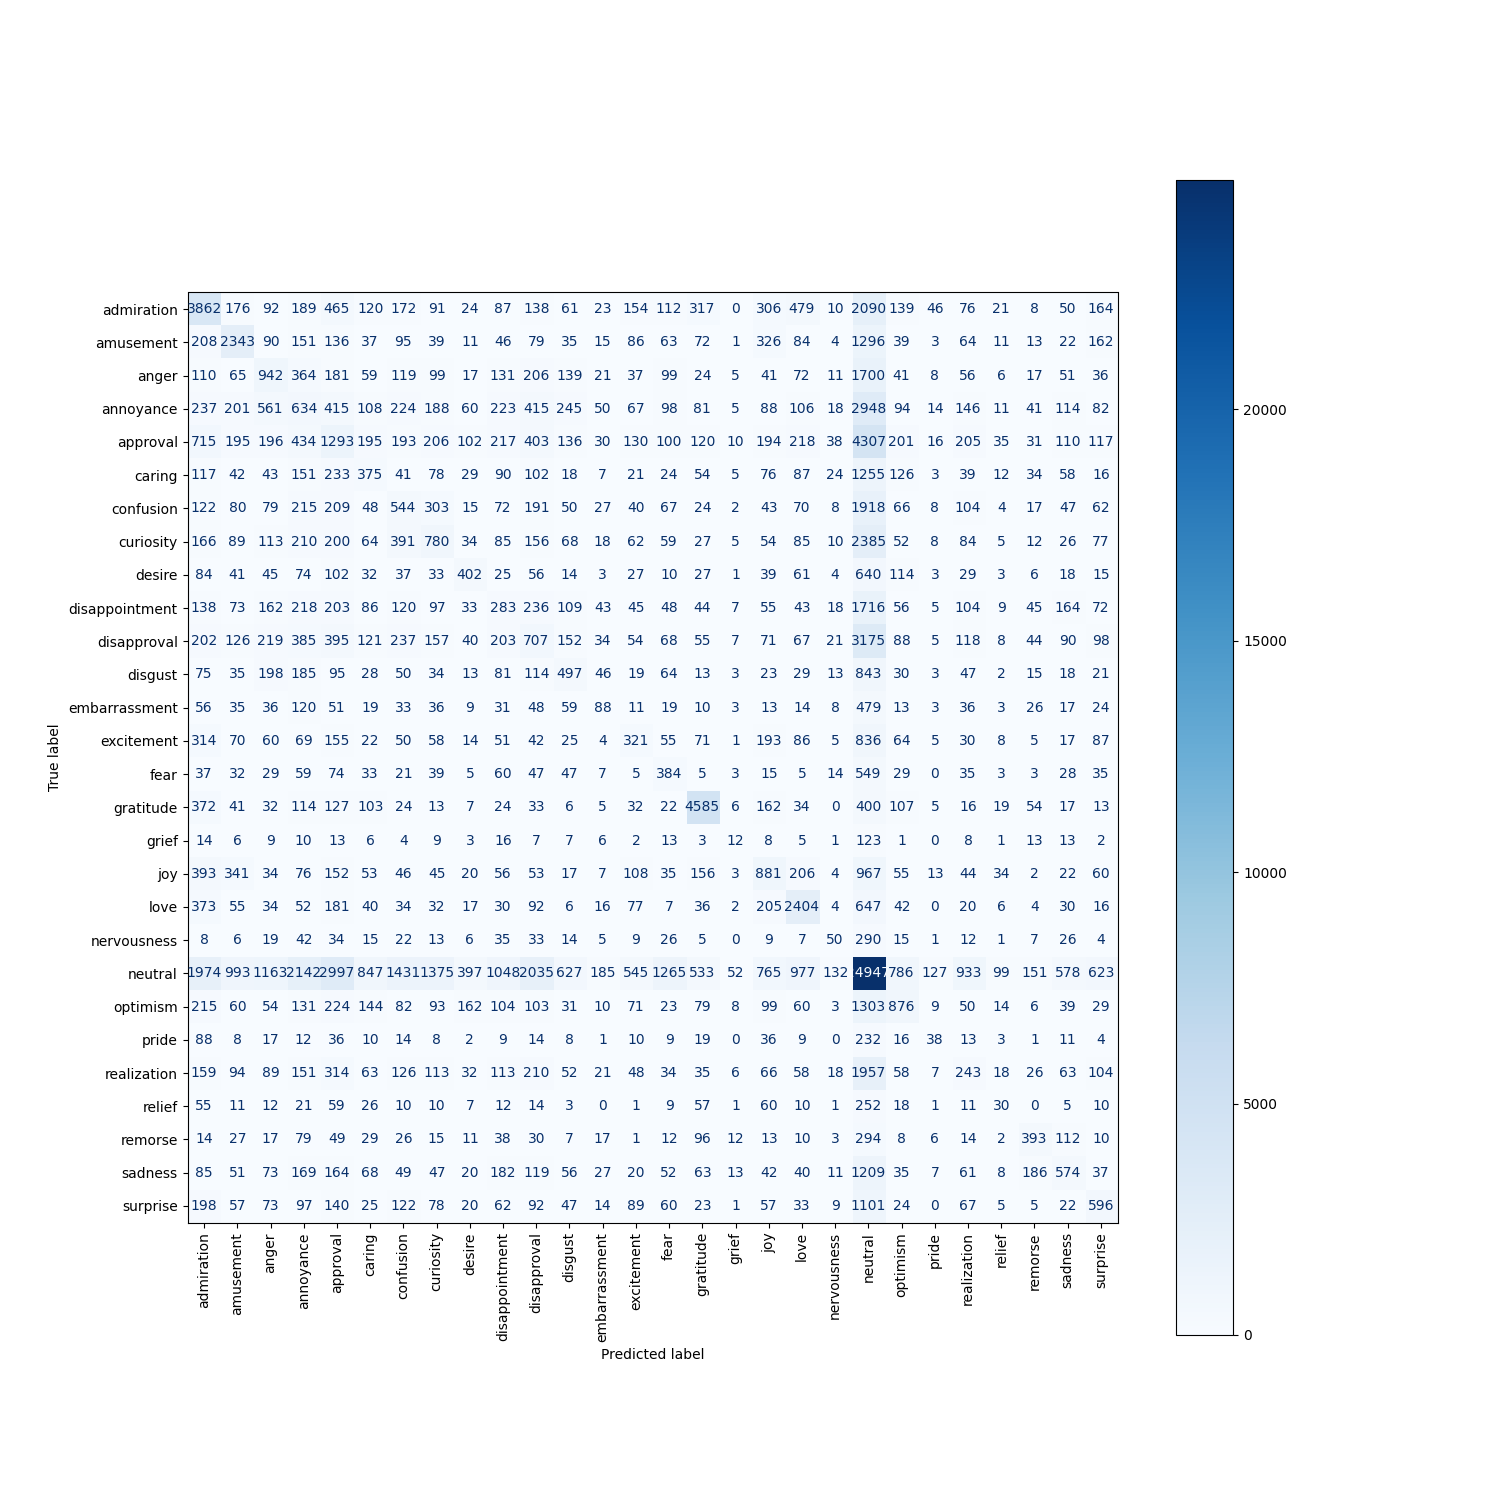 admiration 3862 176 92 189 465 120 172 91 24 87 138 61 23 154 112 317 0 306 479 10 2090 139 46 76 21 8 50 164
amusement 208 2343 90 151 136 37 95 39 11 46 79 35 15 86 63 72 1 326 84 4 1296 39 3 64 11 13 22 162
anger 110 65 942 364 181 59 119 99 17 131 206 139 21 37 99 24 5 41 72 11 1700 41 8 56 6 17 51 36
annoyance 237 201 561 634 415 108 224 188 60 223 415 245 50 67 98 81 5 88 106 18 2948 94 14 146 11 41 114 82
20000
approval 715 195 196 434 1293 195 193 206 102 217 403 136 30 130 100 120 10 194 218 38 4307 201 16 205 35 31 110 117
caring 117 42 43 151 233 375 41 78 29 90 102 18 7 21 24 54 5 76 87 24 1255 126 3 39 12 34 58 16
confusion 122 80 79 215 209 48 544 303 15 72 191 50 27 40 67 24 2 43 70 8 1918 66 8 104 4 17 47 62
curiosity 166 89 113 210 200 64 391 780 34 85 156 68 18 62 59 27 5 54 85 10 2385 52 8 84 5 12 26 77
desire 84 41 45 74 102 32 37 33 402 25 56 14 3 27 10 27 1 39 61 4 640 114 3 29 3 6 18 15
disappointment 138 73 162 218 203 86 120 97 33 283 236 109 43 45 48 44 7 55 43 18 1716 56 5 104 9 45 164 72
disapproval 202 126 219 385 395 121 237 157 40 203 707 152 34 54 68 55 7 71 67 21 3175 88 5 118 8 44 90 98
15000
disgust 75 35 198 185 95 28 50 34 13 81 114 497 46 19 64 13 3 23 29 13 843 30 3 47 2 15 18 21
embarrassment 56 35 36 120 51 19 33 36 9 31 48 59 88 11 19 10 3 13 14 8 479 13 3 36 3 26 17 24
excitement 314 70 60 69 155 22 50 58 14 51 42 25 4 321 55 71 1 193 86 5 836 64 5 30 8 5 17 87
True label
fear 37 32 29 59 74 33 21 39 5 60 47 47 7 5 384 5 3 15 5 14 549 29 0 35 3 3 28 35
gratitude 372 41 32 114 127 103 24 13 7 24 33 6 5 32 22 4585 6 162 34 0 400 107 5 16 19 54 17 13
grief 14 6 9 10 13 6 4 9 3 16 7 7 6 2 13 3 12 8 5 1 123 1 0 8 1 13 13 2
joy 393 341 34 76 152 53 46 45 20 56 53 17 7 108 35 156 3 881 206 4 967 55 13 44 34 2 22 60
10000
love 373 55 34 52 181 40 34 32 17 30 92 6 16 77 7 36 2 205 2404 4 647 42 0 20 6 4 30 16
nervousness 8 6 19 42 34 15 22 13 6 35 33 14 5 9 26 5 0 9 7 50 290 15 1 12 1 7 26 4
neutral 1974 993 1163 2142 2997 847 1431 1375 397 1048 2035 627 185 545 1265 533 52 765 977 132 4947 786 127 933 99 151 578 623
optimism 215 60 54 131 224 144 82 93 162 104 103 31 10 71 23 79 8 99 60 3 1303 876 9 50 14 6 39 29
pride 88 8 17 12 36 10 14 8 2 9 14 8 1 10 9 19 0 36 9 0 232 16 38 13 3 1 11 4
realization 159 94 89 151 314 63 126 113 32 113 210 52 21 48 34 35 6 66 58 18 1957 58 7 243 18 26 63 104
relief 55 11 12 21 59 26 10 10 7 12 14 3 0 1 9 57 1 60 10 1 252 18 1 11 30 0 5 10
5000
remorse 14 27 17 79 49 29 26 15 11 38 30 7 17 1 12 96 12 13 10 3 294 8 6 14 2 393 112 10
sadness 85 51 73 169 164 68 49 47 20 182 119 56 27 20 52 63 13 42 40 11 1209 35 7 61 8 186 574 37
surprise 198 57 73 97 140 25 122 78 20 62 92 47 14 89 60 23 1 57 33 9 1101 24 0 67 5 5 22 596
admiration amusement anger annoyance approval caring confusion curiosity desire disappointment disapproval disgust embarrassment excitement fear gratitude grief joy love nervousness neutral optimism pride realization relief remorse sadness surprise
0
Predicted label